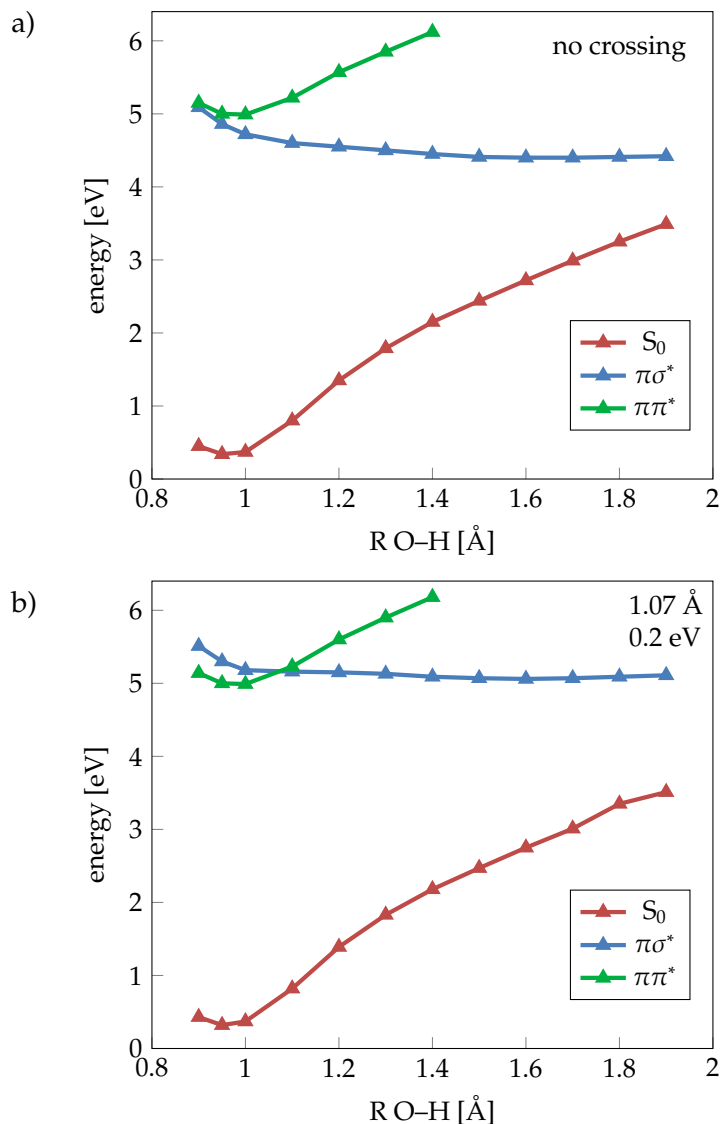 a)
no crossing
energy [eV]
6
5
4
3
2
1
0
S₀
πσ*
ππ*
0.8 1 1.2 1.4 1.6 1.8 2
R O–H [Å]
b)
1.07 Å
0.2 eV
energy [eV]
6
5
4
3
2
1
0
S₀
πσ*
ππ*
0.8 1 1.2 1.4 1.6 1.8 2
R O–H [Å]